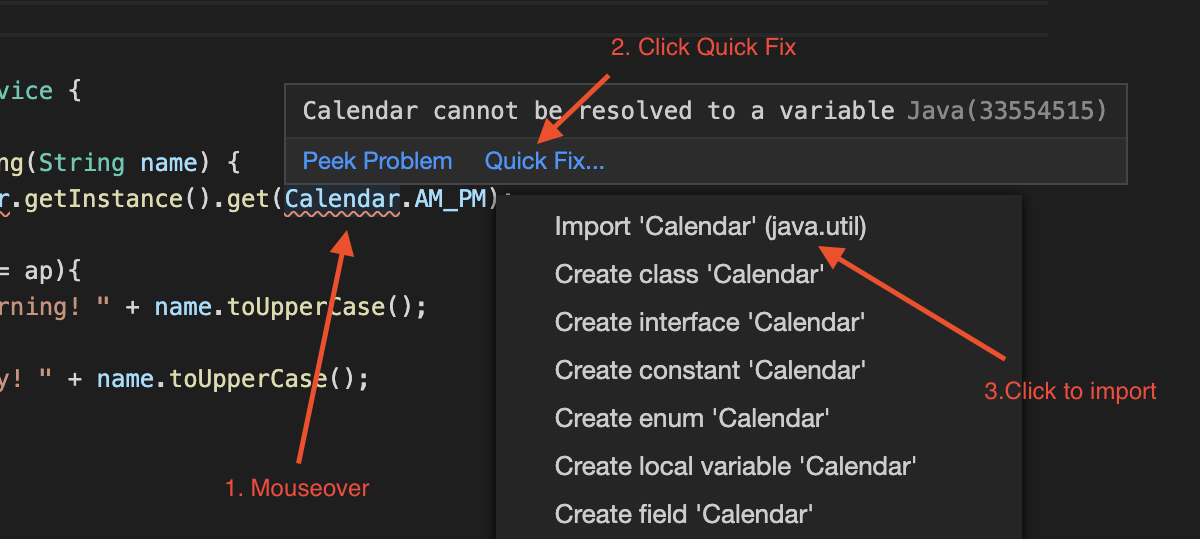 2. Click Quick Fix
vice {
Calendar cannot be resolved to a variable Java(33554515)
ng(String name) {
Peek Problem Quick Fix...
r.getInstance().get(Calendar.AM_PM);
Import 'Calendar' (java.util)
= ap){
Create class 'Calendar'
rning! " + name.toUpperCase();
Create interface 'Calendar'
y! " + name.toUpperCase();
Create constant 'Calendar'
3.Click to import
Create enum 'Calendar'
Create local variable 'Calendar'
1. Mouseover
Create field 'Calendar'